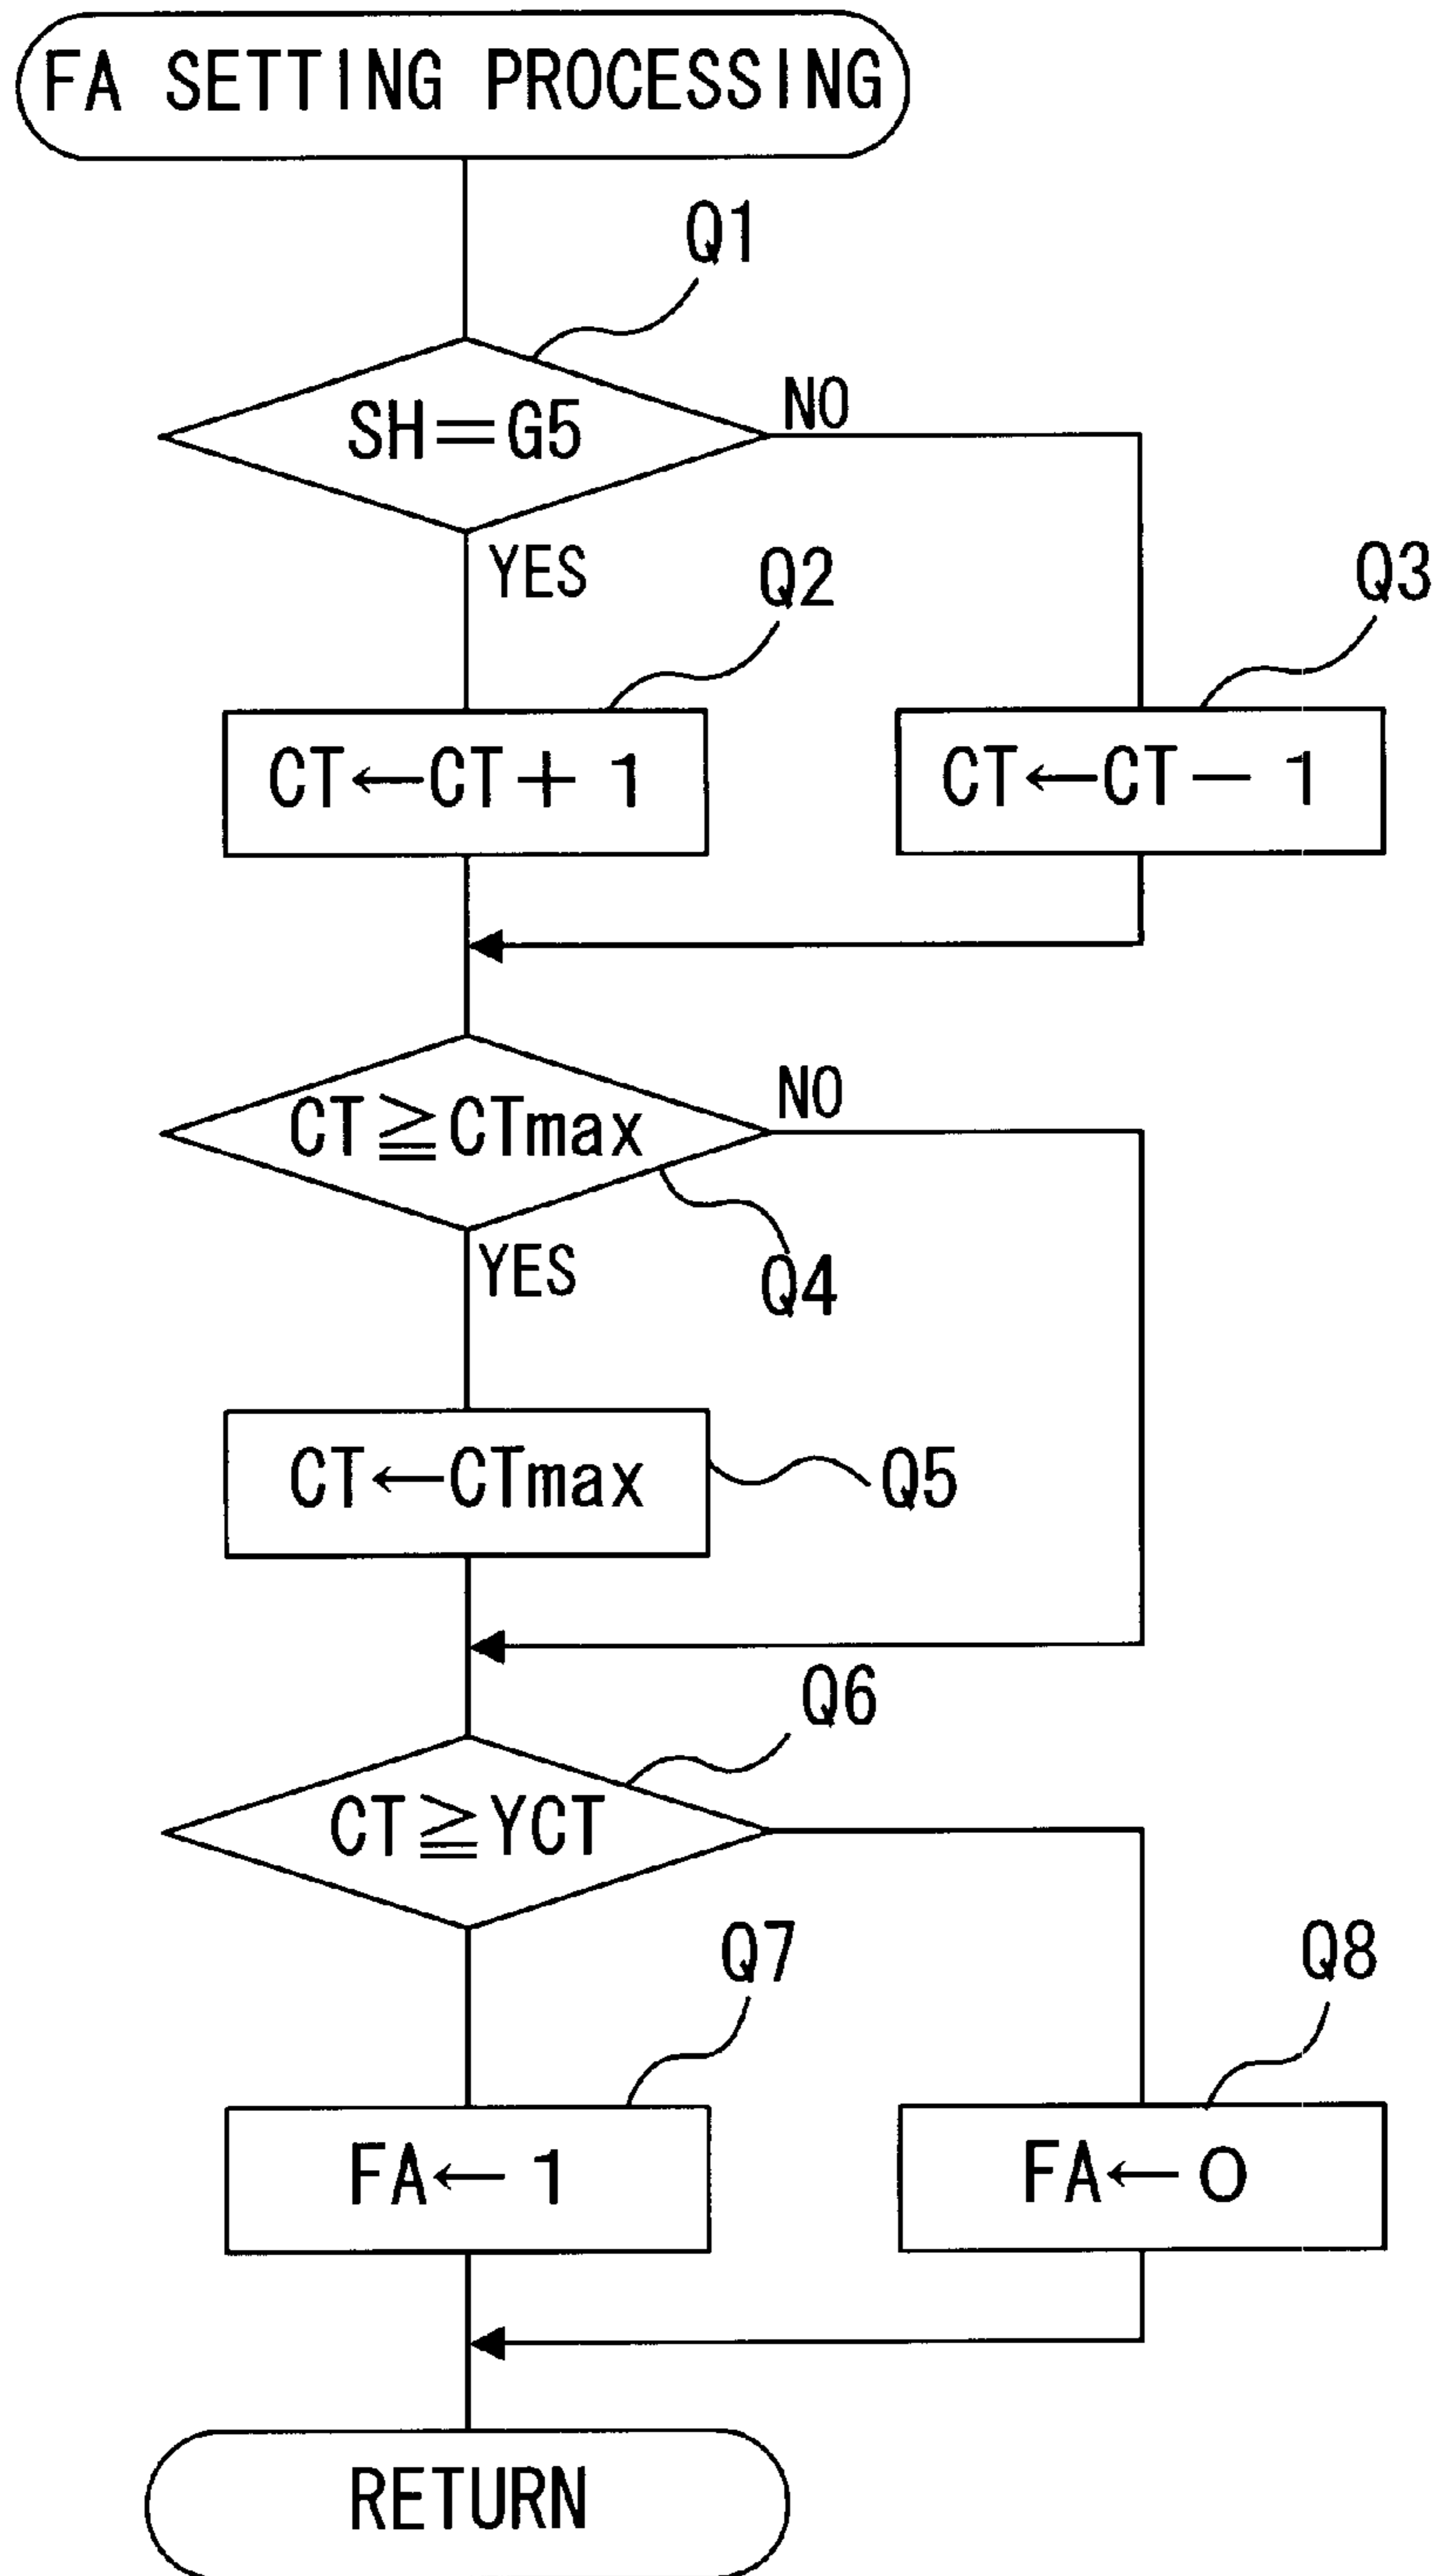 FA SETTING PROCESSING
Q1
SH=G5
NO
YES
Q2
Q3
CT←CT+1
CT←CT−1
CT≧CTmax
NO
YES
Q4
CT←CTmax
Q5
Q6
CT≧YCT
Q7
Q8
FA←1
FA←0
RETURN